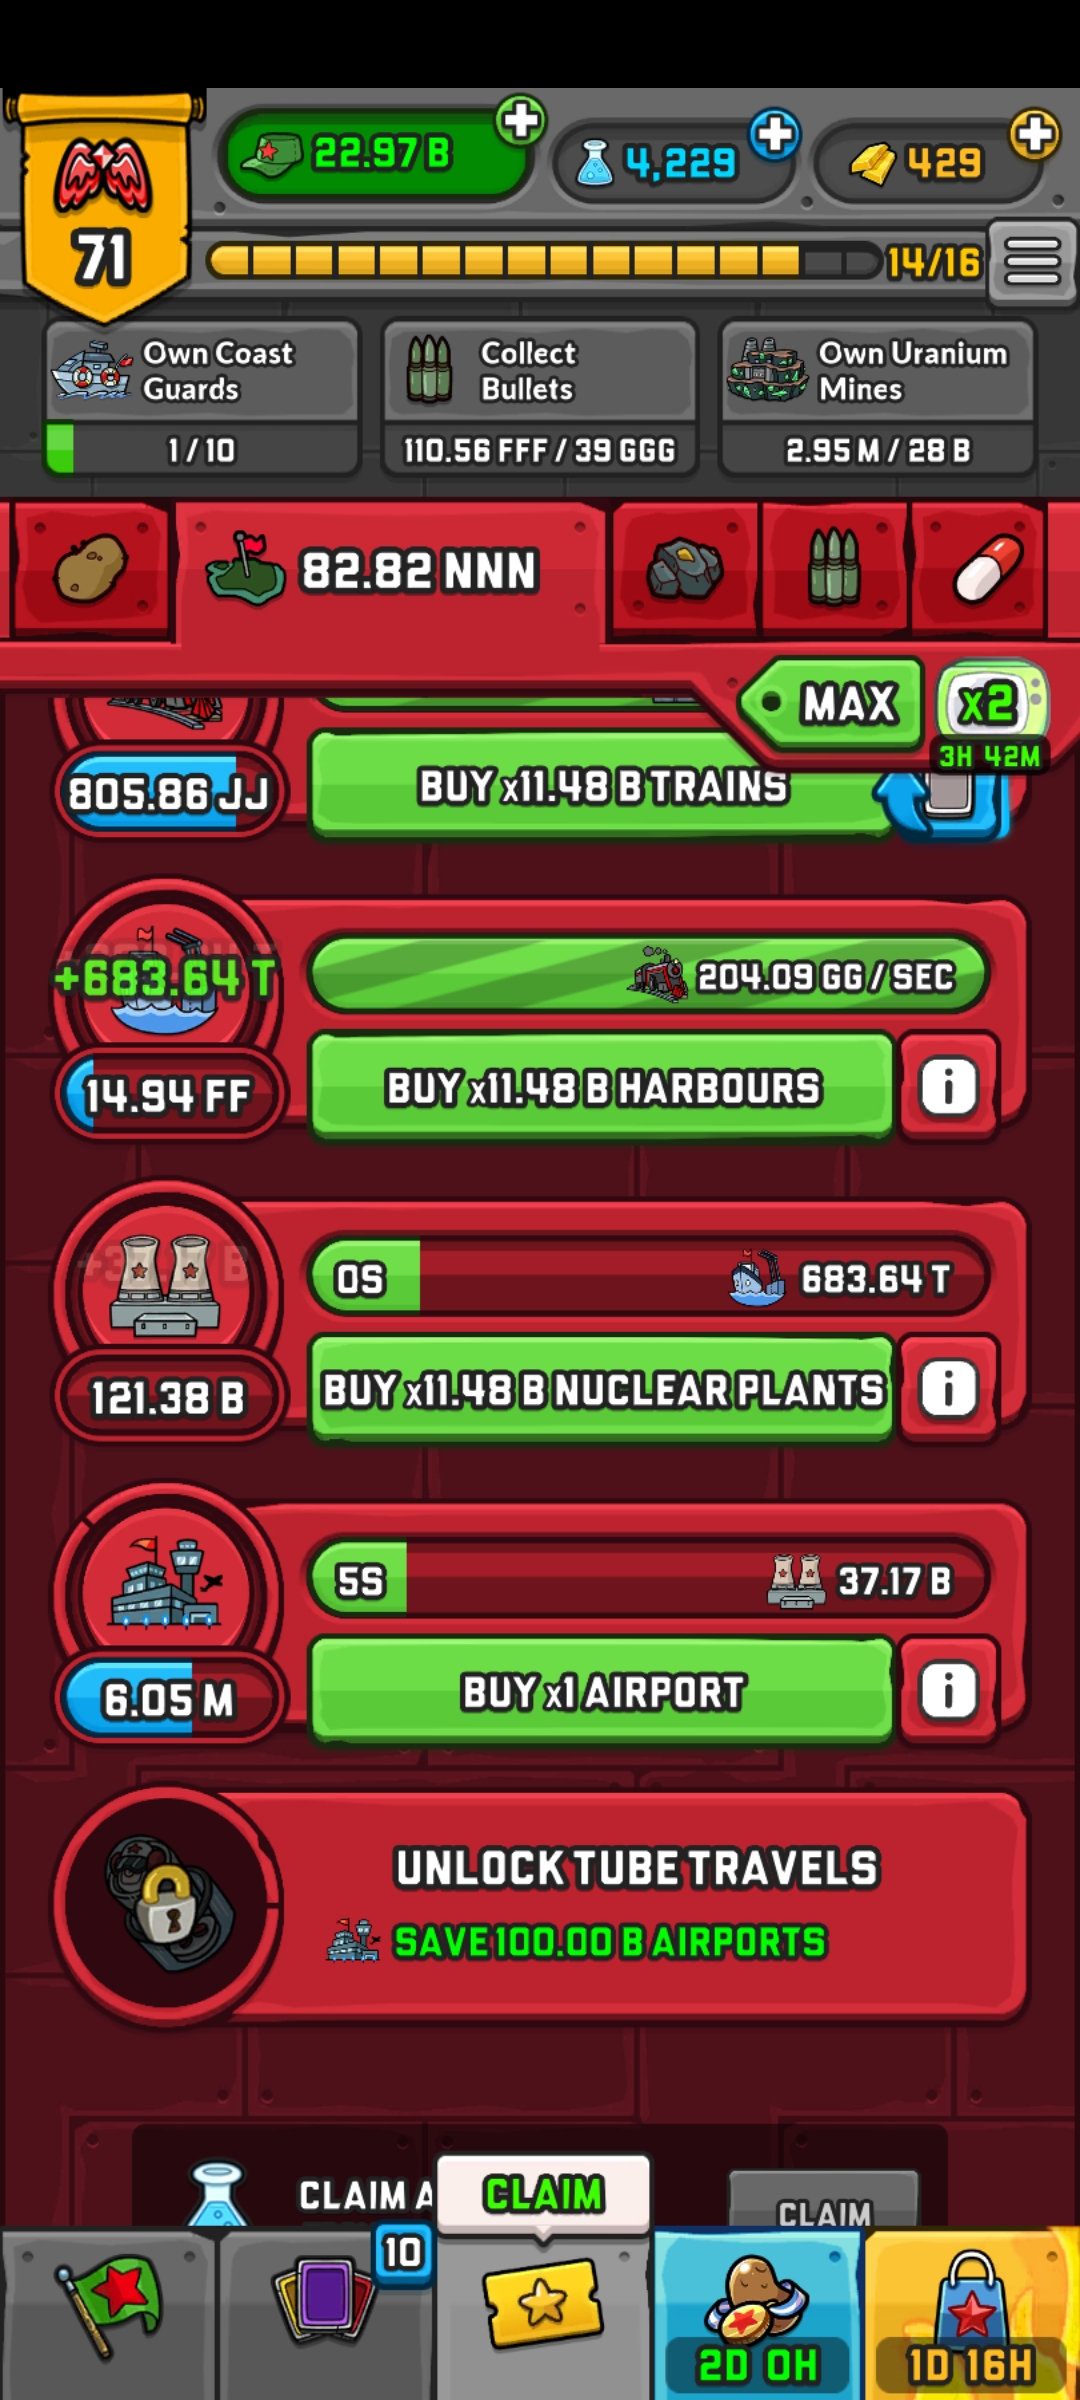 22.97 B
4,229
429
71
14/16
Own Coast
Guards
1 / 10
Collect
Bullets
110.56 FFF / 39 GGG
Own Uranium
Mines
2.95 M / 28 B
82.82 NNN
MAX
x2
3H 42M
805.86 JJ
BUY x11.48 B TRAINS
+683.64 T
204.09 GG / SEC
14.94 FF
BUY x11.48 B HARBOURS
i
0S
683.64 T
121.38 B
BUY x11.48 B NUCLEAR PLANTS
i
5S
37.17 B
6.05 M
BUY x1 AIRPORT
i
UNLOCK TUBE TRAVELS
SAVE 100.00 B AIRPORTS
CLAIM A
CLAIM
CLAIM
10
2D 0H
1D 16H